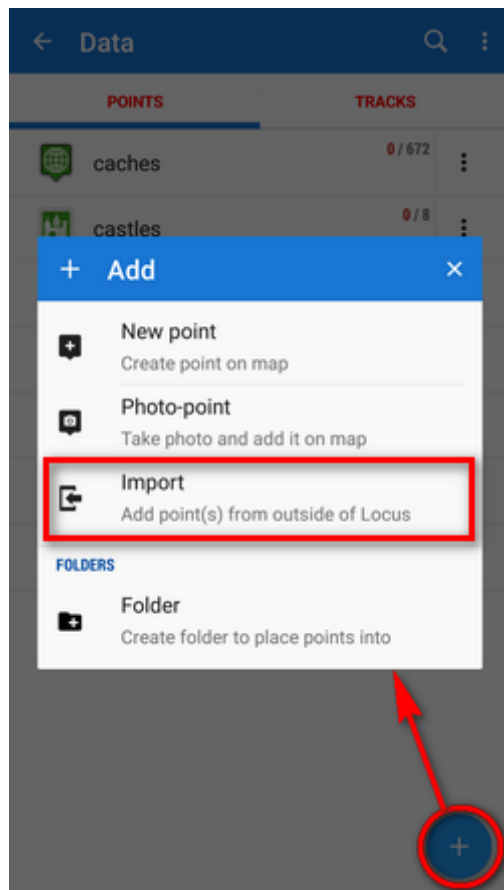 Data
POINTS
TRACKS
caches
0 / 672
castles
0 / 8
Add
New point
Create point on map
Photo-point
Take photo and add it on map
Import
Add point(s) from outside of Locus
FOLDERS
Folder
Create folder to place points into